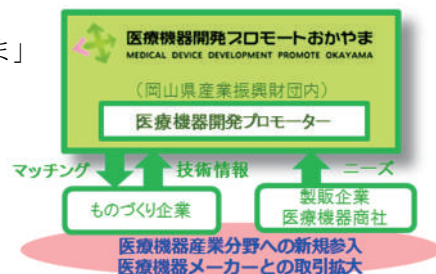 ま」
医療機器開発プロモートおかやま
MEDICAL DEVICE DEVELOPMENT PROMOTE OKAYAMA
(岡山県産業振興財団内)
医療機器開発プロモーター
マッチング 技術情報 ニーズ
ものづくり企業
製販企業
医療機器商社
医療機器産業分野への新規参入
医療機器メーカーとの取引拡大